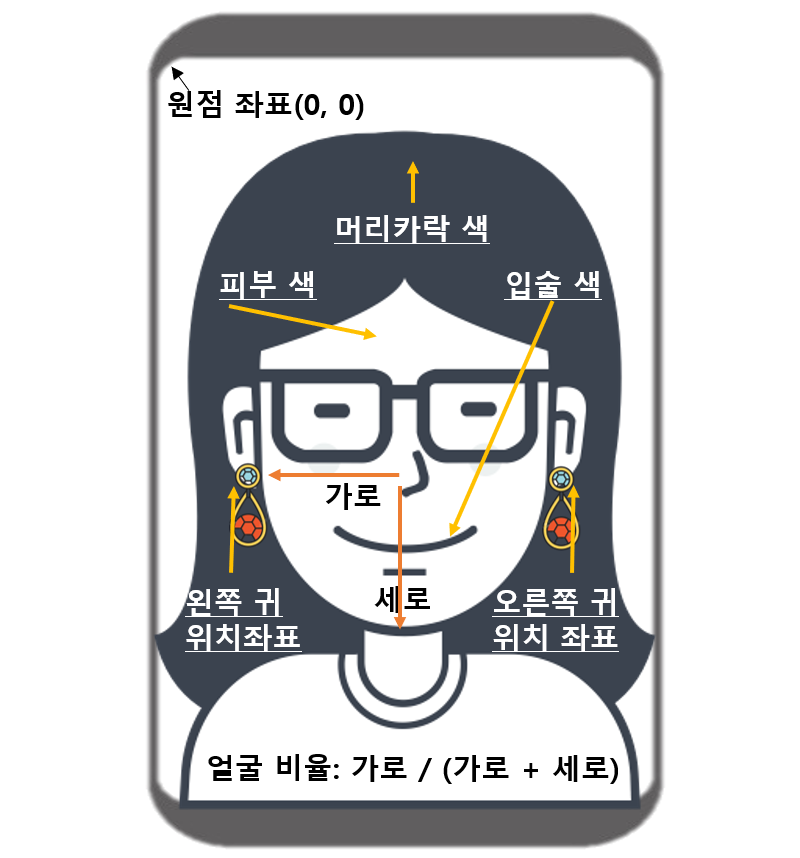 원점 좌표(0, 0)
머리카락 색
피부 색
입술 색
가로
세로
왼쪽 귀
위치좌표
오른쪽 귀
위치 좌표
얼굴 비율: 가로 / (가로 + 세로)